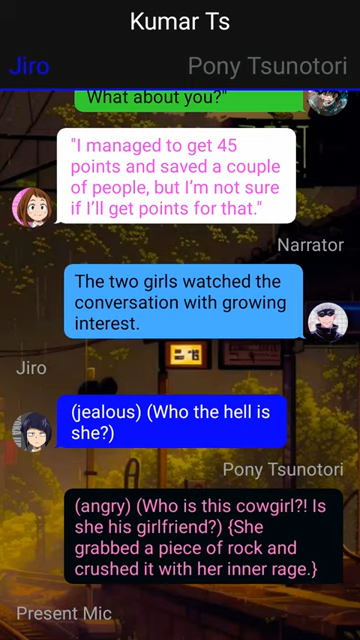 Kumar Ts
Jiro
Pony Tsunotori
What about you?"
"I managed to get 45
points and saved a couple
of people, but I'm not sure
if I'll get points for that."
Narrator
The two girls watched the
conversation with growing
interest.
Jiro
(jealous) (Who the hell is
she?)
Pony Tsunotori
(angry) (Who is this cowgirl?! Is
she his girlfriend?) {She
grabbed a piece of rock and
crushed it with her inner rage.}
Present Mic